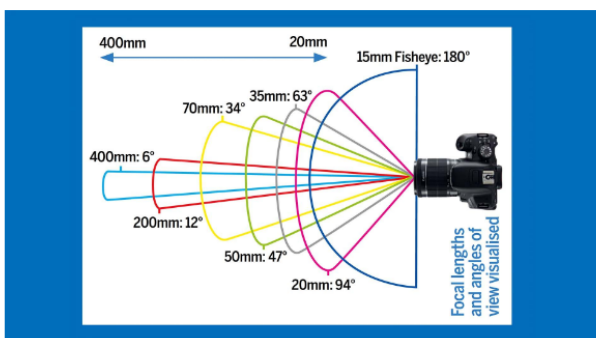 400mm
20mm
15mm Fisheye: 180°
35mm: 63°
70mm: 34°
400mm: 6°
200mm: 12°
50mm: 47°
20mm: 94°
Focal lengths
and angles of
view visualised